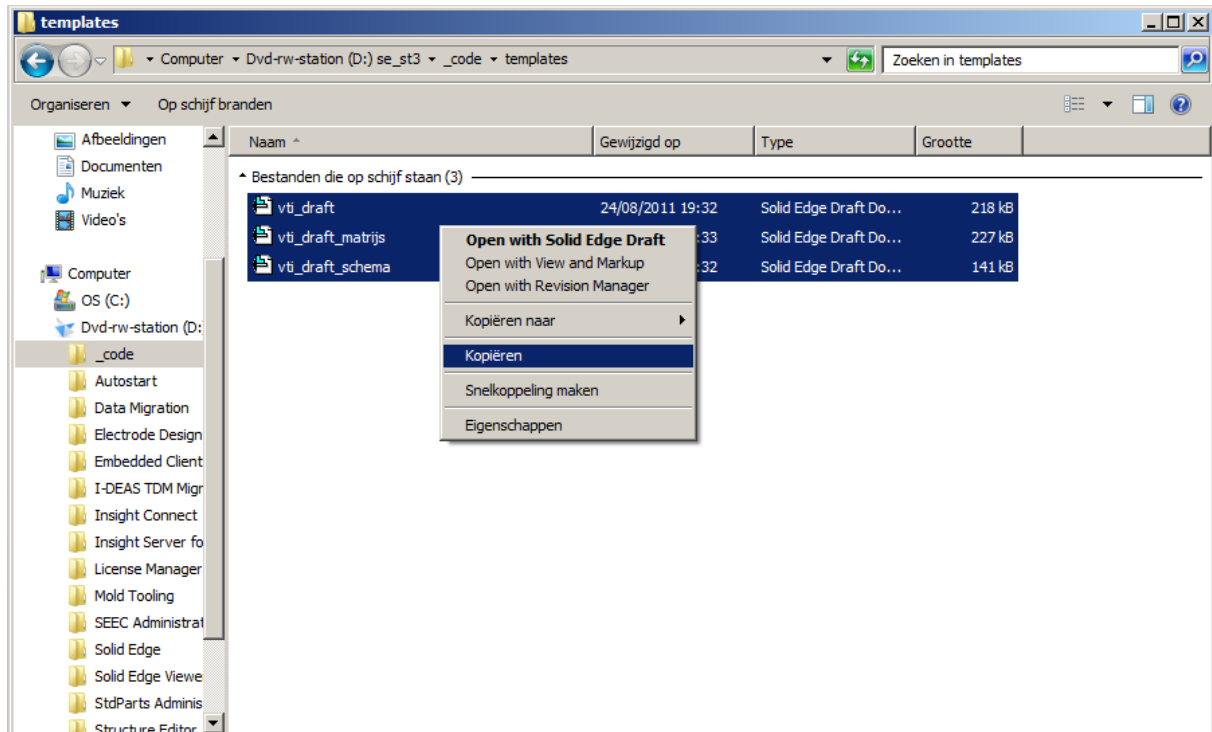 templates
Computer Dvd-rw-station (D:) se_st3 _code templates
Zoeken in templates
Organiseren Op schijf branden
Afbeeldingen
Documenten
Muziek
Video's
Computer
OS (C:)
Dvd-rw-station (D:
_code
Autostart
Data Migration
Electrode Design
Embedded Client
I-DEAS TDM Migr
Insight Connect
Insight Server fo
License Manager
Mold Tooling
SEEC Administrat
Solid Edge
Solid Edge Viewe
StdParts Adminis
Structure Editor
Naam Gewijzigd op Type Grootte
Bestanden die op schijf staan (3)
vti_draft 24/08/2011 19:32 Solid Edge Draft Do... 218 kB
vti_draft_matrijs :33 Solid Edge Draft Do... 227 kB
vti_draft_schema :32 Solid Edge Draft Do... 141 kB
Open with Solid Edge Draft
Open with View and Markup
Open with Revision Manager
Kopiëren naar
Kopiëren
Snelkoppeling maken
Eigenschappen